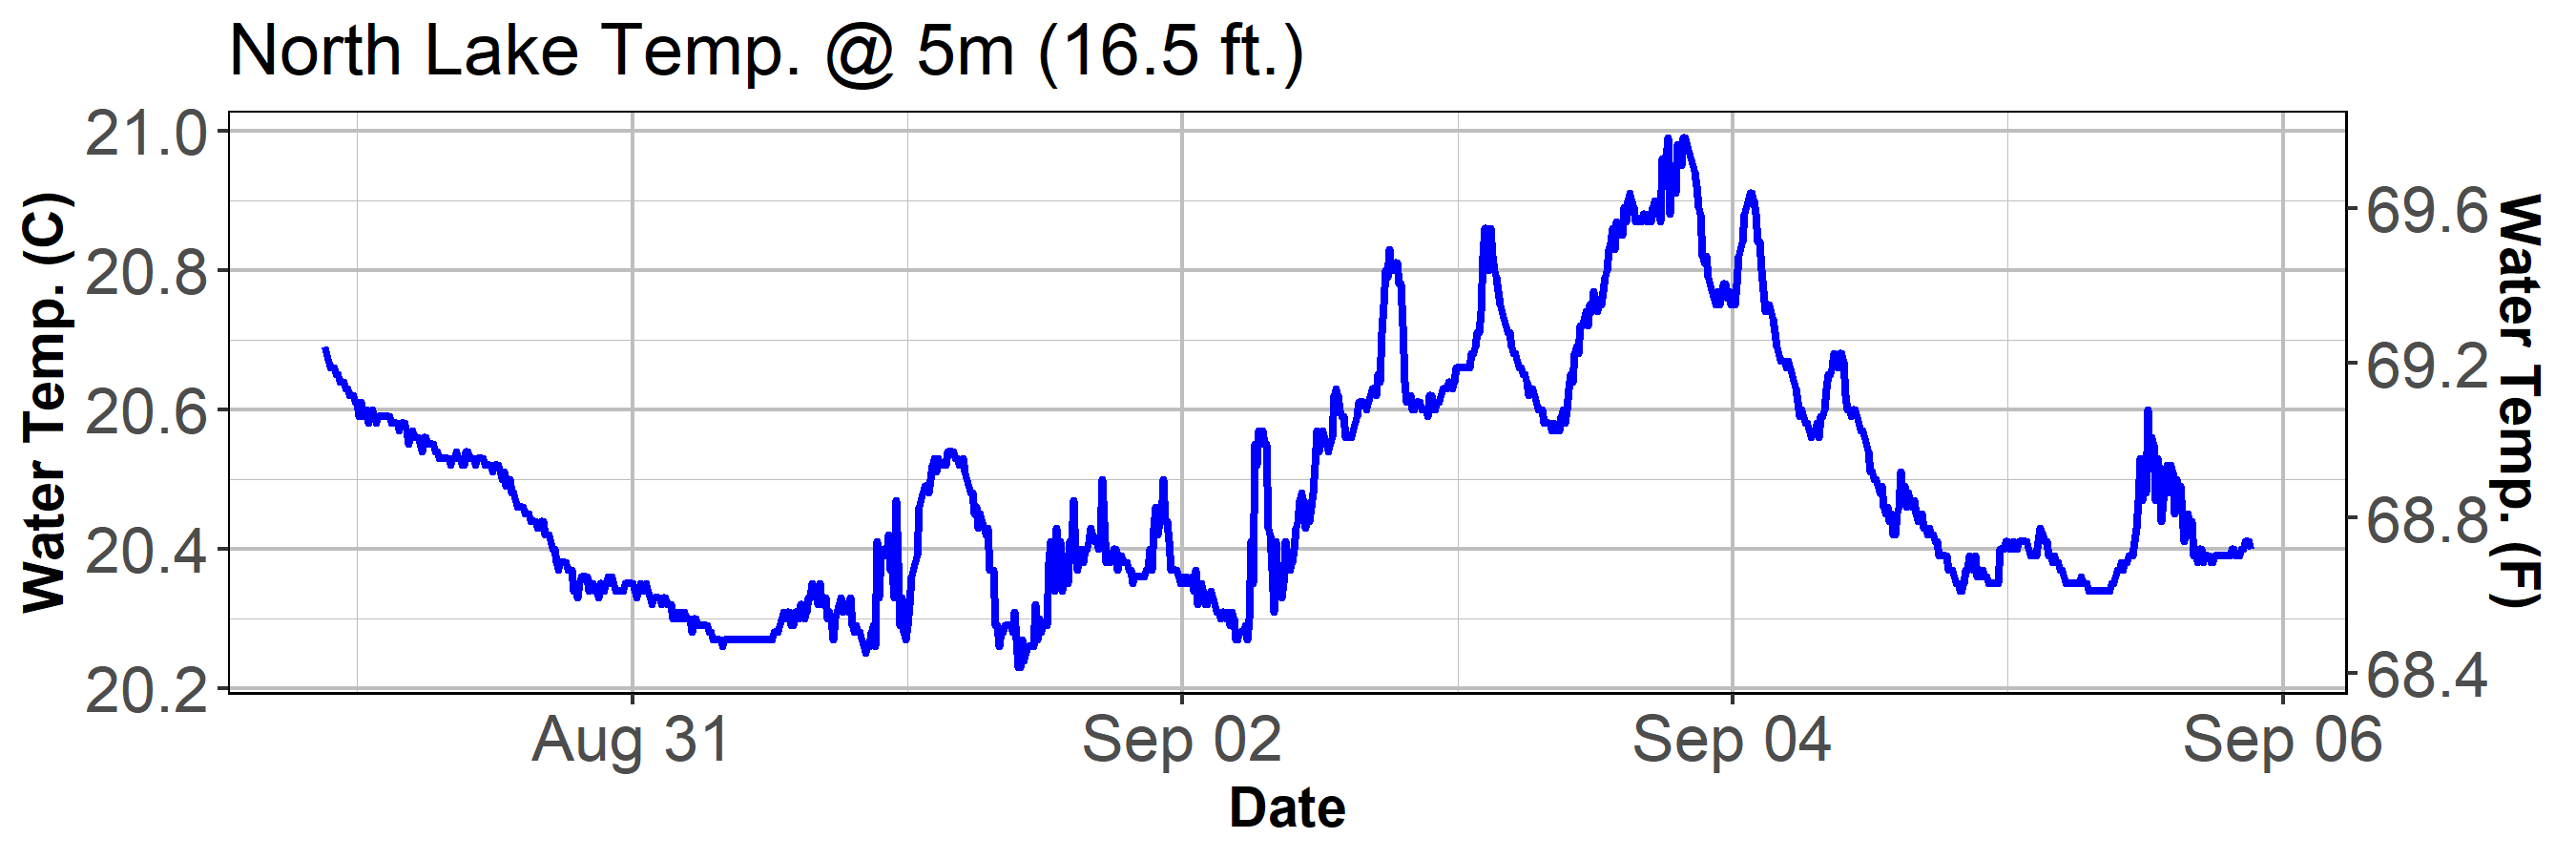 North Lake Temp. @ 5m (16.5 ft.)
Water Temp. (C)
21.0
20.8
20.6
20.4
20.2
69.6
69.2
68.8
68.4
Water Temp. (F)
Aug 31
Sep 02
Sep 04
Sep 06
Date